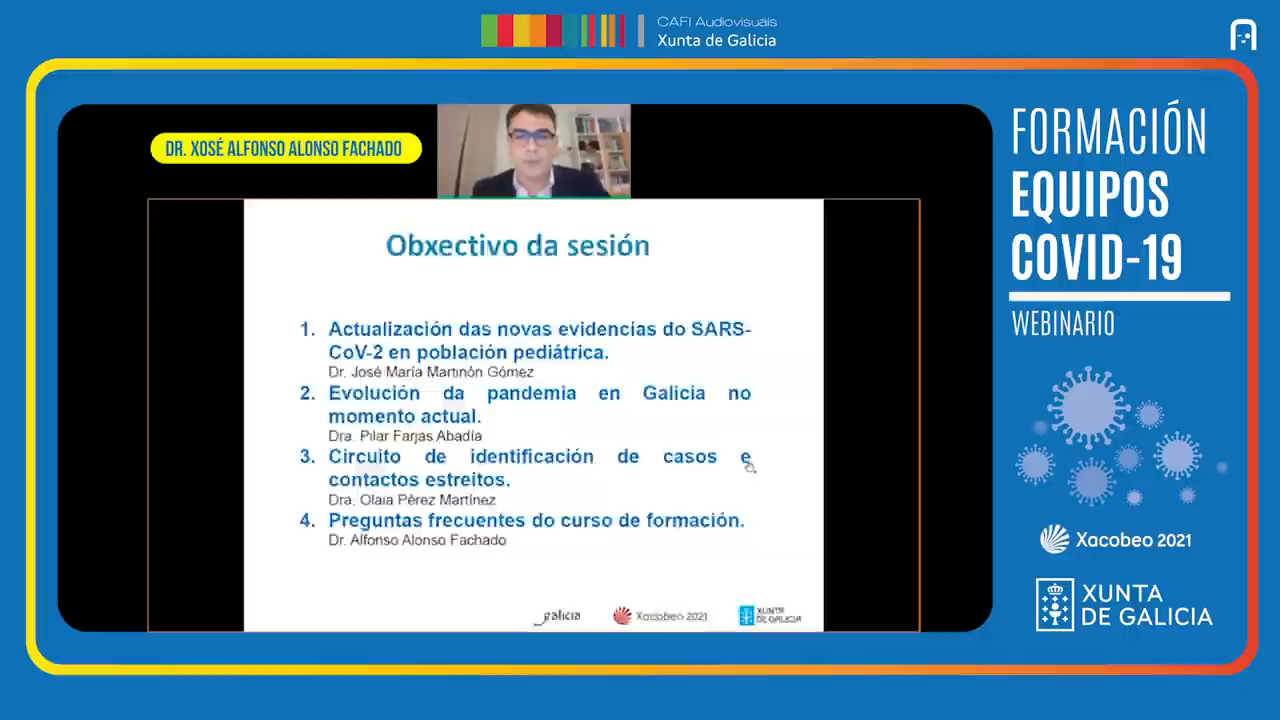 CAFI Audiovisuais
Xunta de Galicia
DR. XOSÉ ALFONSO ALONSO FACHADO
Obxectivo da sesión
1. Actualización das novas evidencias do SARS-
CoV-2 en población pediátrica.
Dr. José María Martinón Gómez
2. Evolución da pandemia en Galicia no
momento actual.
Dra. Pilar Farjas Abadía
3. Circuito de identificación de casos e
contactos estreitos.
Dra. Olaia Pérez Martínez
4. Preguntas frecuentes do curso de formación.
Dr. Alfonso Alonso Fachado
galicia
Xacobeo 2021
XUNTA
DE GALICIA
FORMACIÓN
EQUIPOS
COVID-19
WEBINARIO
Xacobeo 2021
XUNTA
DE GALICIA